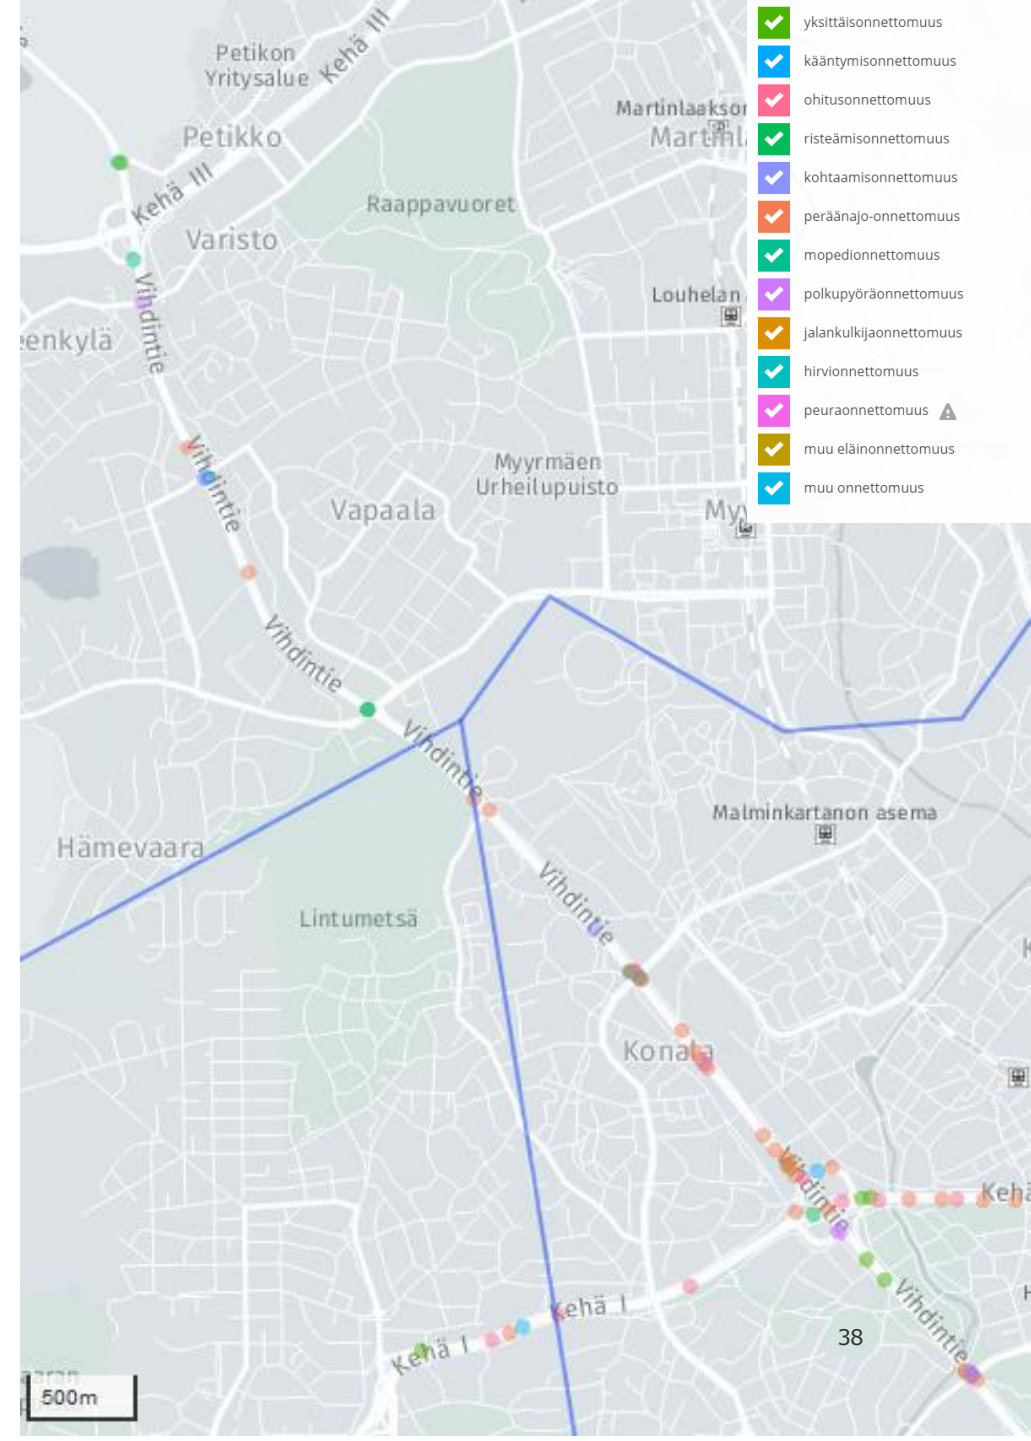 yksittäisonnettomuus
kääntymisonnettomuus
ohitusonnettomuus
risteämisonnettomuus
kohtaamisonnettomuus
peräänajo-onnettomuus
mopedionnettomuus
polkupyöräonnettomuus
jalankulkijaonnettomuus
hirvionnettomuus
peuraonnettomuus
muu eläinonnettomuus
muu onnettomuus
Petikon
Yritysalue
Kehä III
Martinlaakson
Petikko
Kehä III
Raappavuoret
Varisto
Vihdintie
Louhelan
Vihdintie
Myyrmäen
Urheilupuisto
Vapaala
Vihdintie
Vihdintie
Malminkartanon asema
Hämevaara
Vihdintie
Lintumetsä
Konala
Vihdintie
Kehä
Kehä I
Vihdintie
Kehä I
38
500m